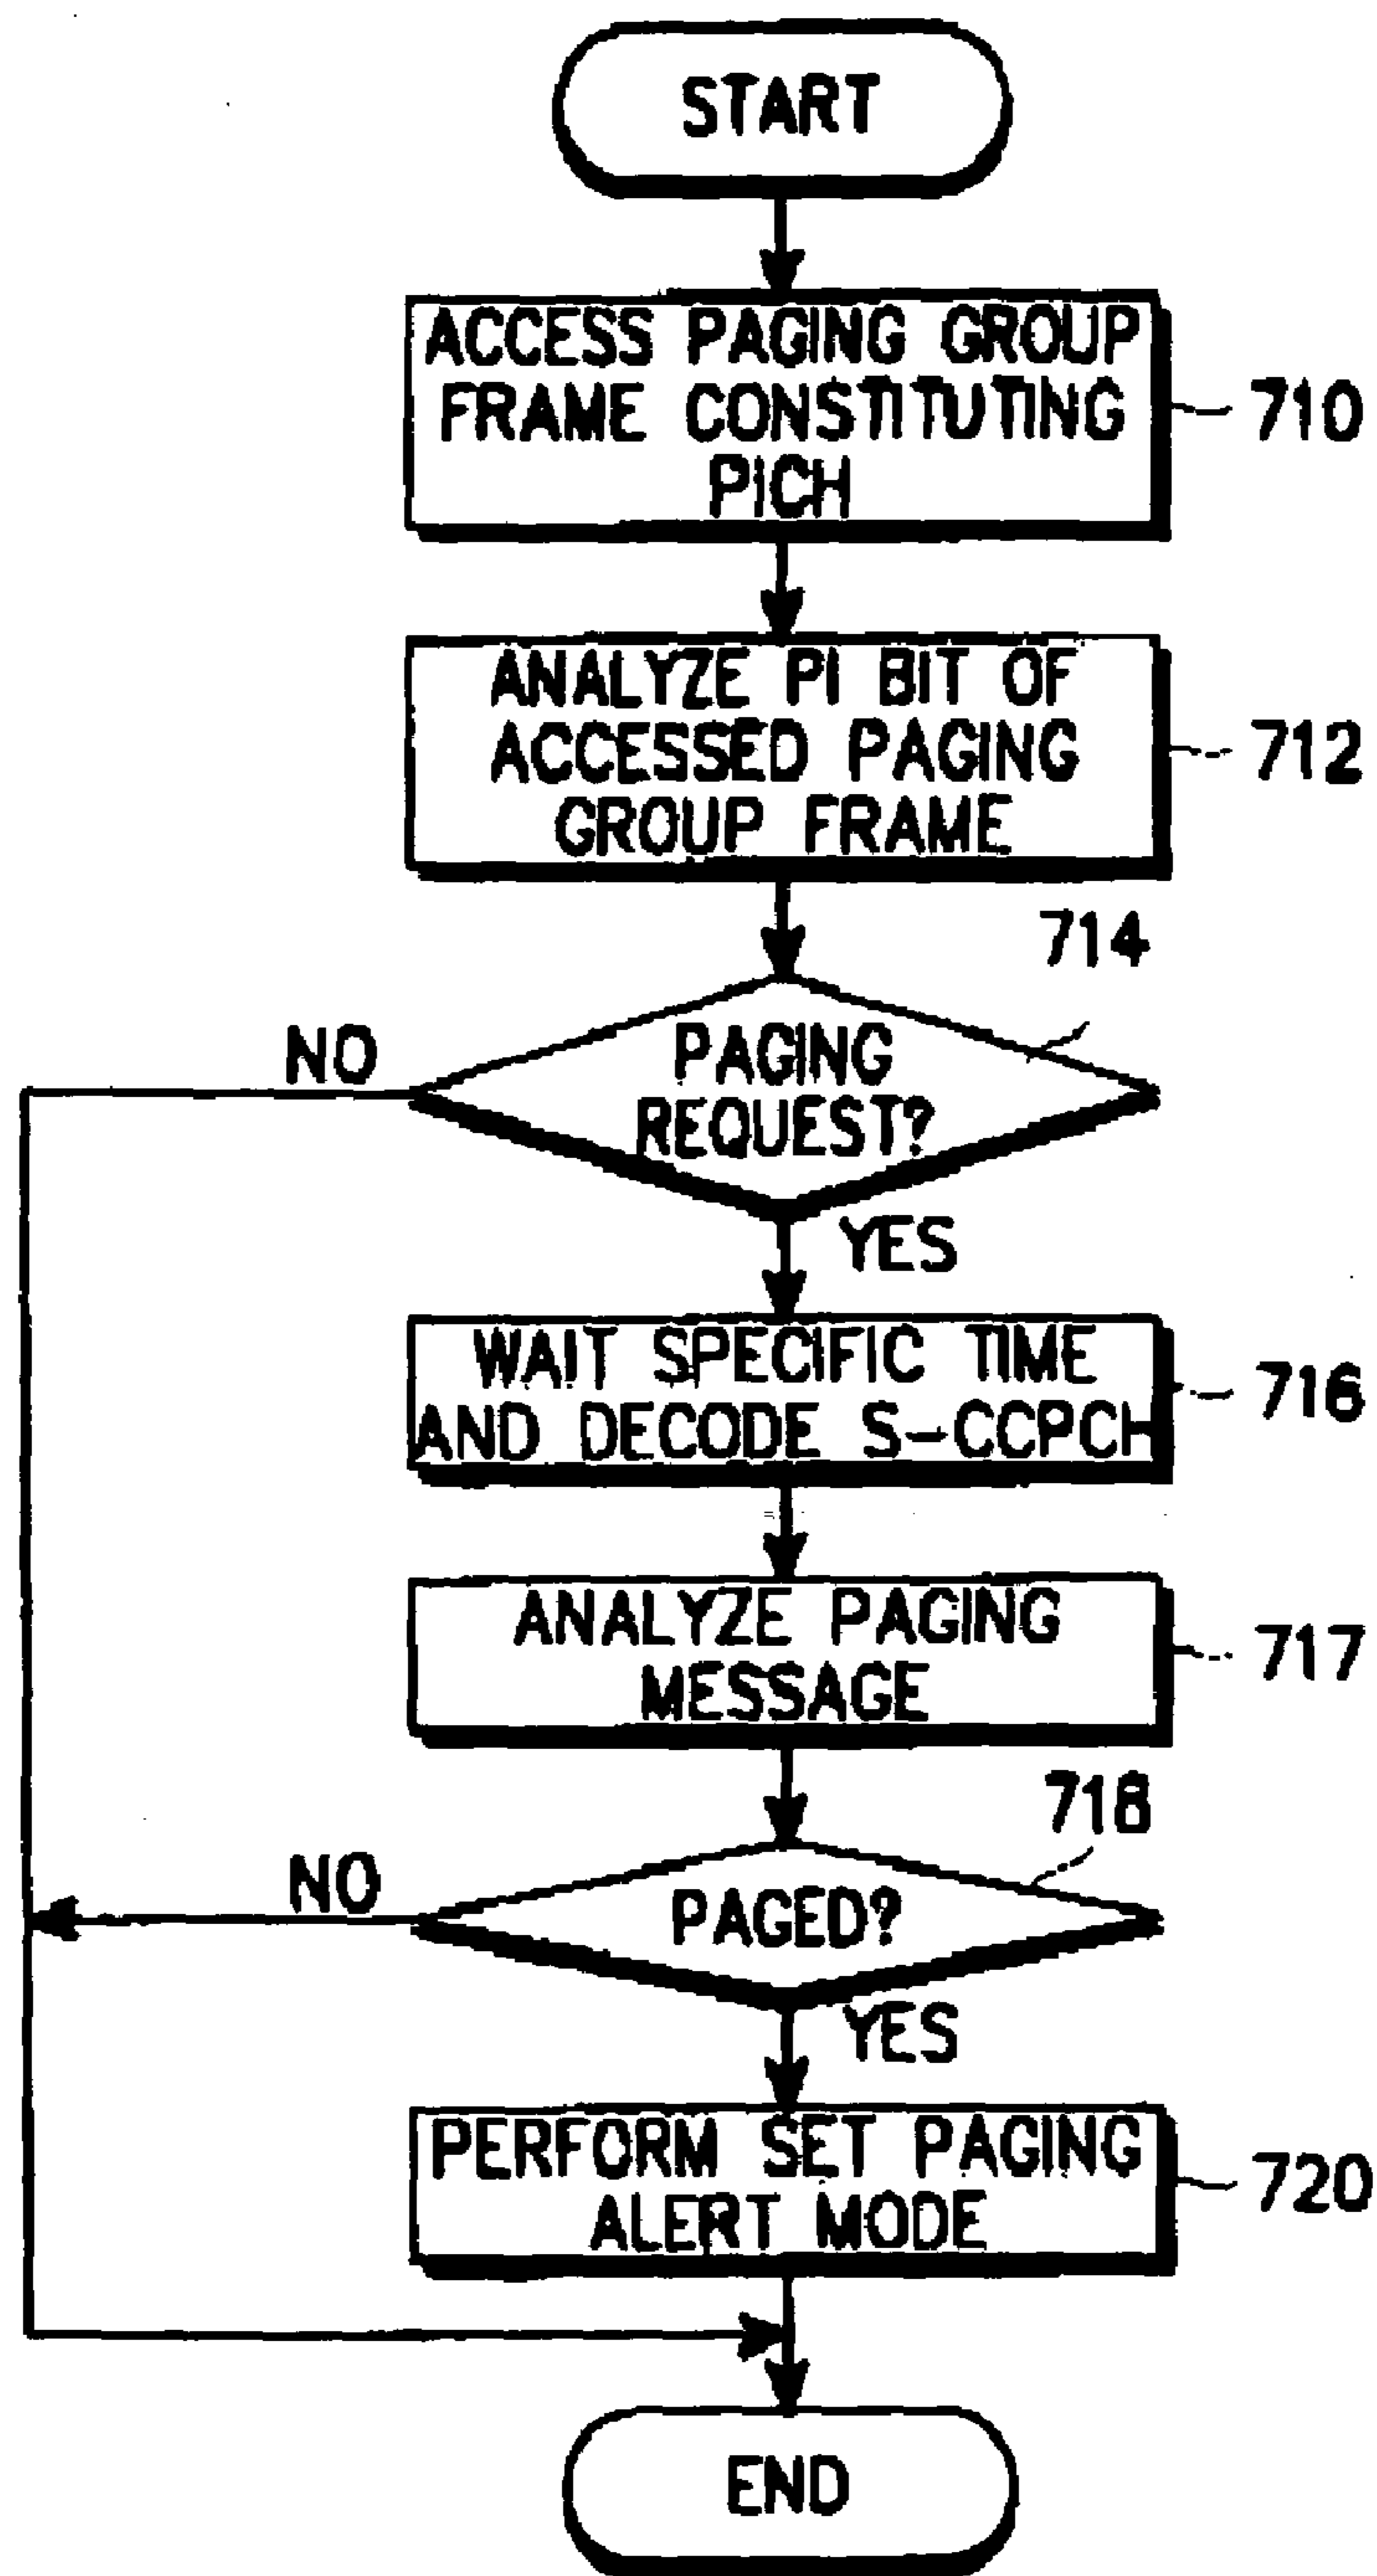 START
ACCESS PAGING GROUP
FRAME CONSTITUTING
PICH
710
ANALYZE PI BIT OF
ACCESSED PAGING
GROUP FRAME
712
714
PAGING
REQUEST?
NO
YES
WAIT SPECIFIC TIME
AND DECODE S-CCPCH
716
ANALYZE PAGING
MESSAGE
717
718
PAGED?
NO
YES
PERFORM SET PAGING
ALERT MODE
720
END